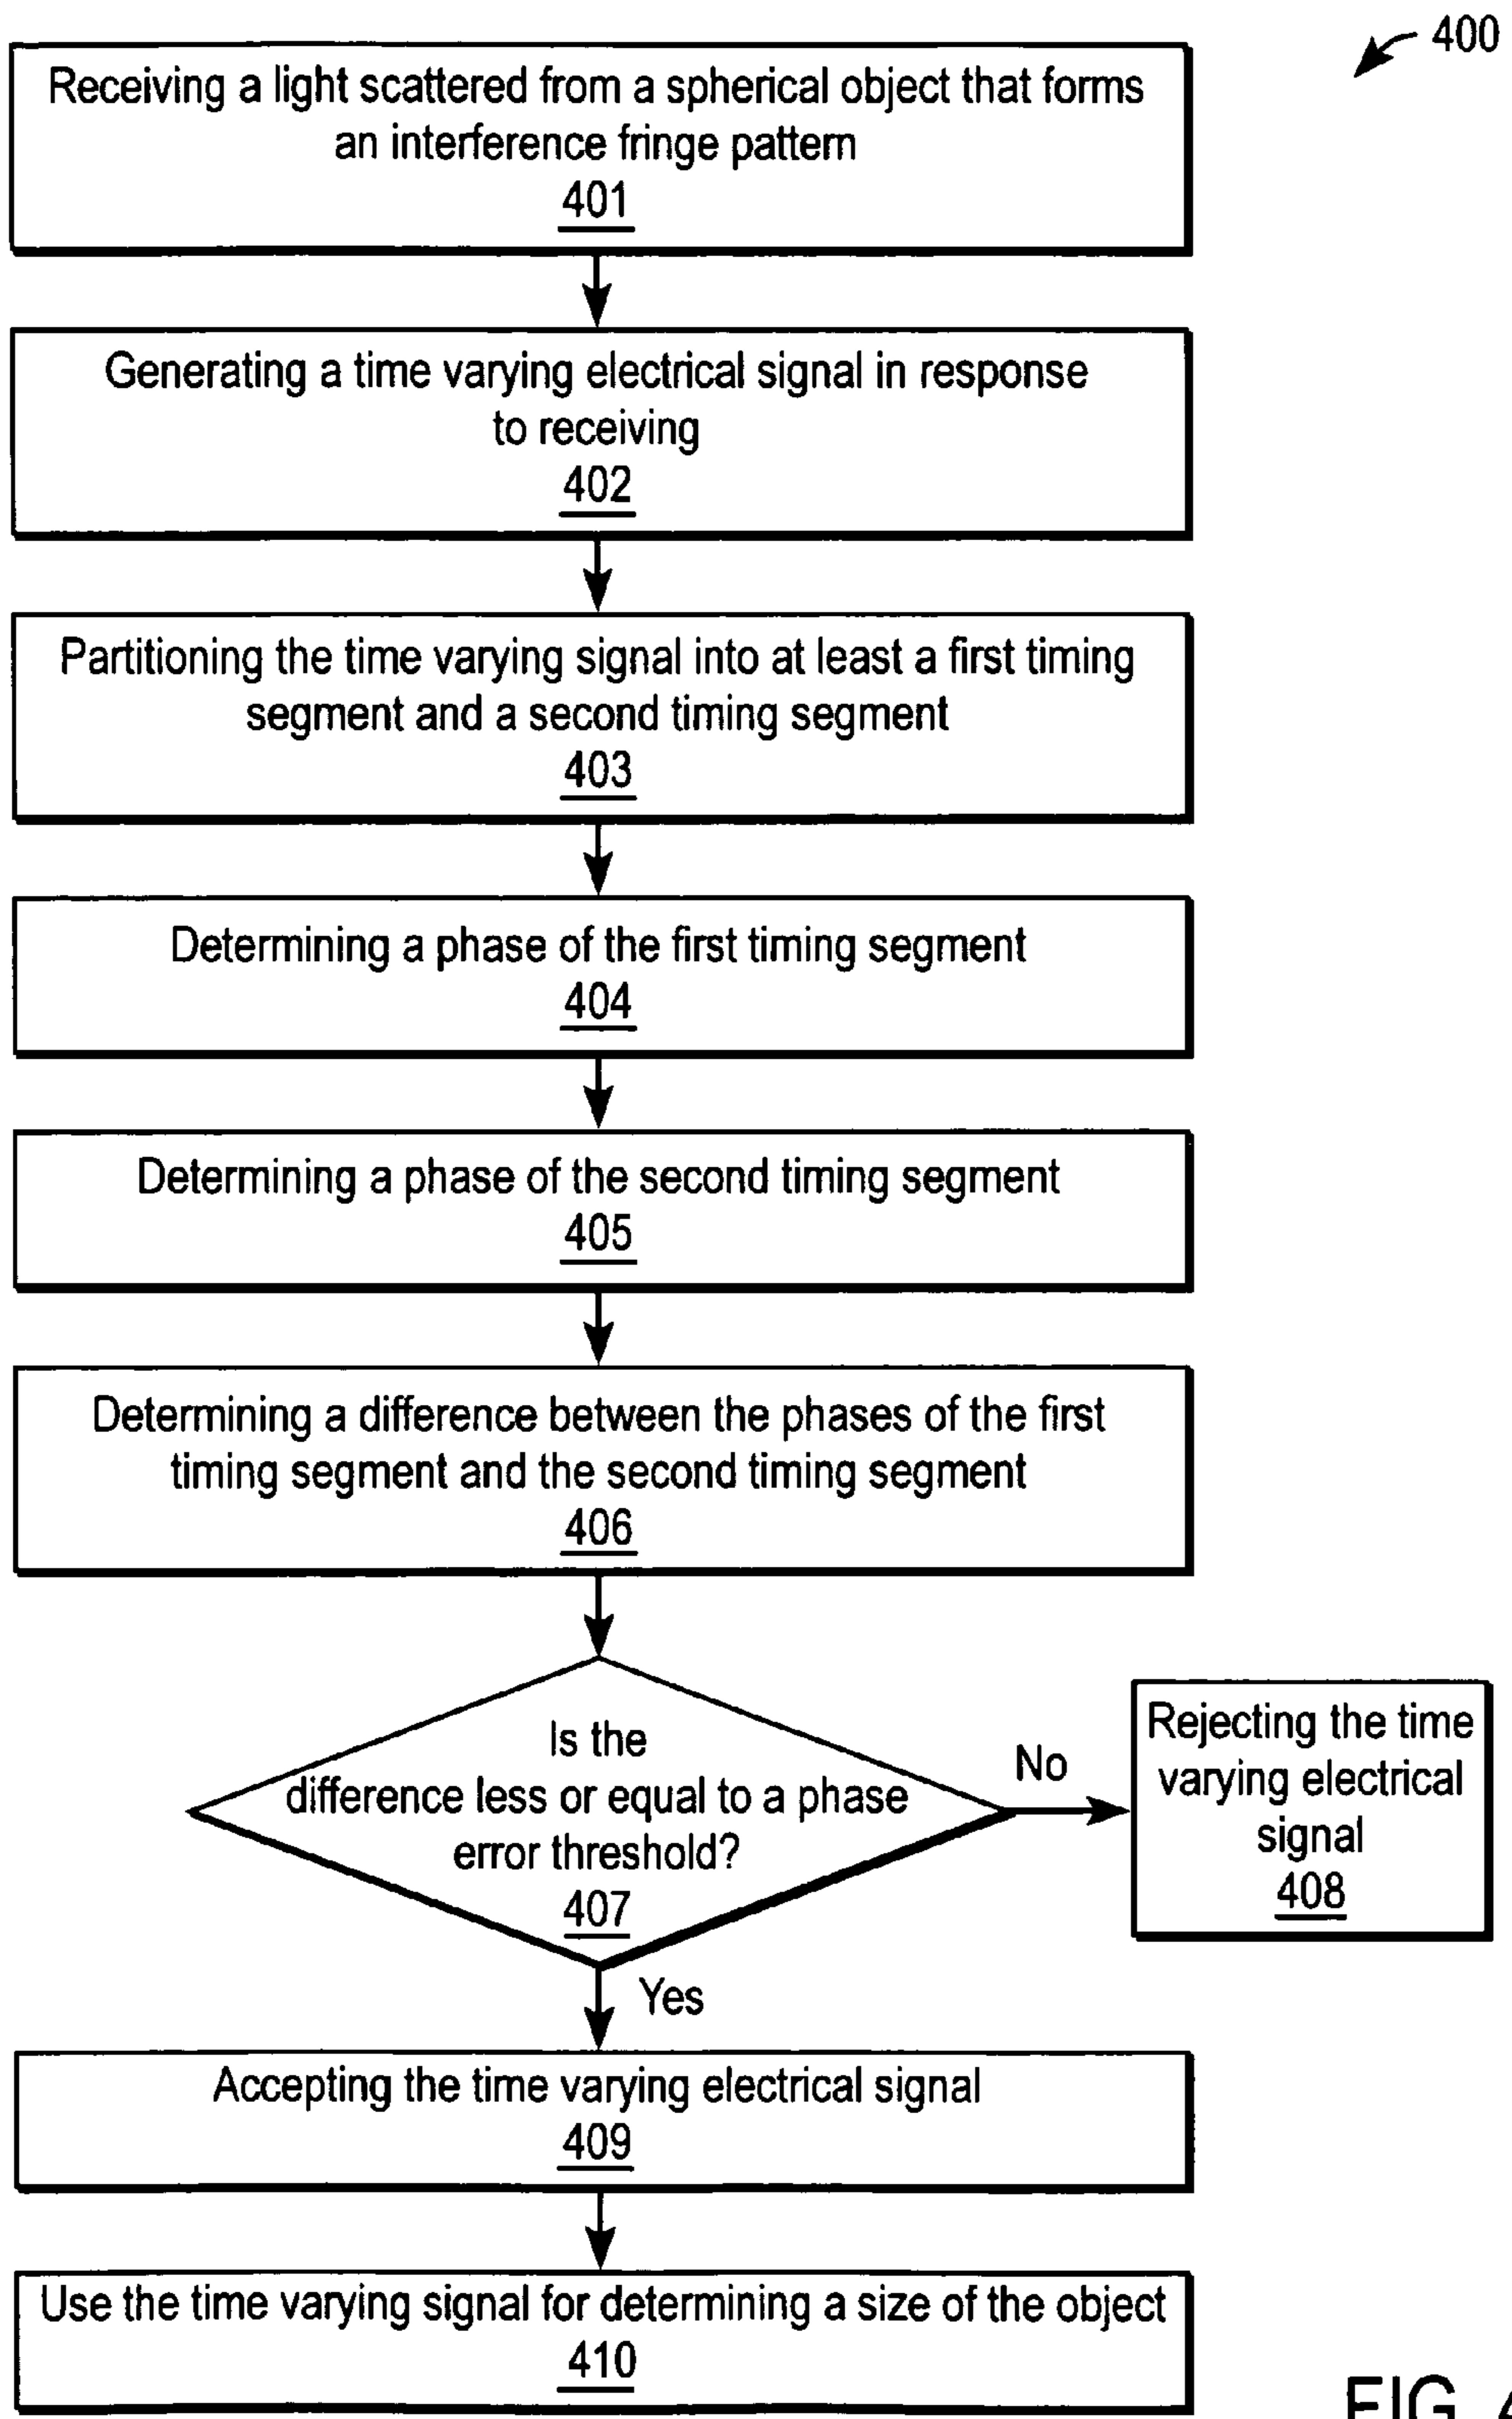 400
Receiving a light scattered from a spherical object that forms
an interference fringe pattern
401
Generating a time varying electrical signal in response
to receiving
402
Partitioning the time varying signal into at least a first timing
segment and a second timing segment
403
Determining a phase of the first timing segment
404
Determining a phase of the second timing segment
405
Determining a difference between the phases of the first
timing segment and the second timing segment
406
Is the
difference less or equal to a phase
error threshold?
407
No
Rejecting the time
varying electrical
signal
408
Yes
Accepting the time varying electrical signal
409
Use the time varying signal for determining a size of the object
410
FIG. 4